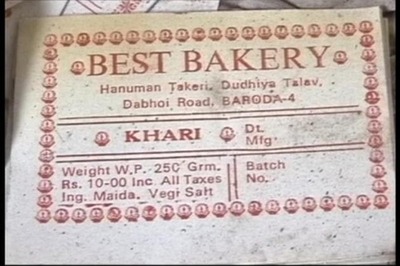 BEST BAKERY
Hanuman Tekeri, Dudhiya Talav,
Dabhoi Road, BARODA-4
KHARI
Dt.
Mfg.
Weight W.P. 250 Grm.
Rs. 10-00 Inc All Taxes
Ing. Maida. Vegi Salt
Batch
No.